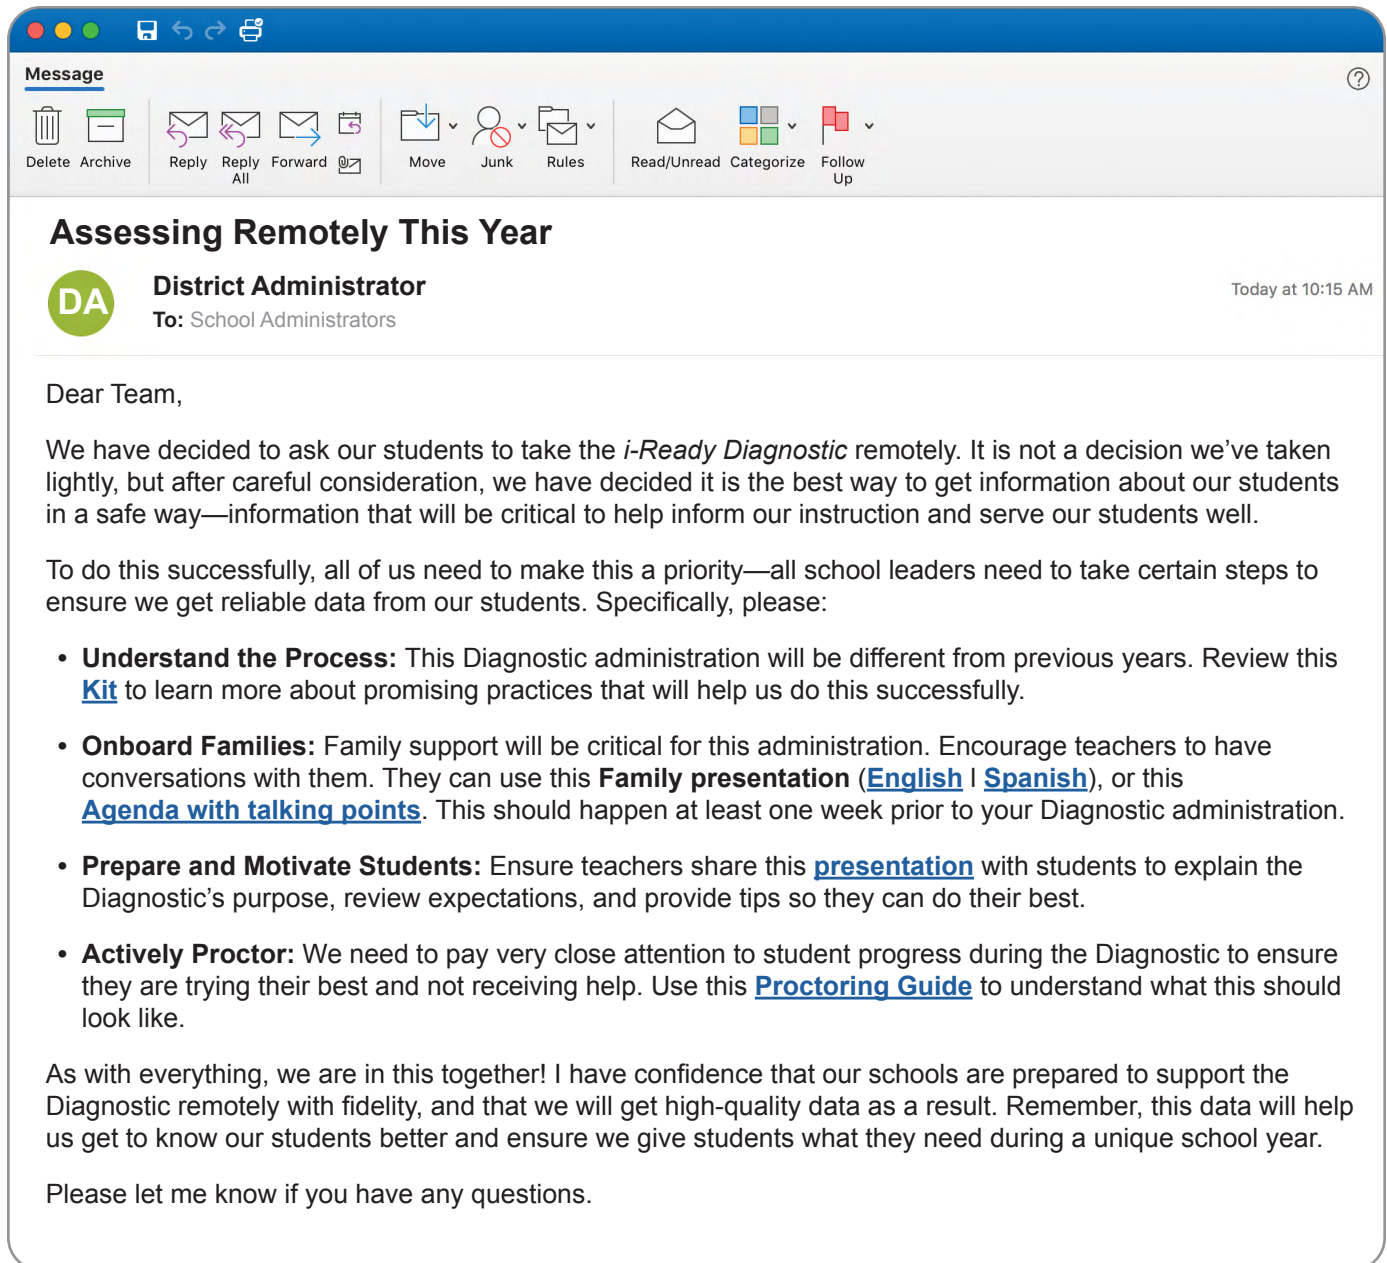 Message
Delete Archive Reply Reply All Forward Move Junk Rules Read/Unread Categorize Follow Up
Assessing Remotely This Year
DA
District Administrator
Today at 10:15 AM
To: School Administrators
Dear Team,
We have decided to ask our students to take the i-Ready Diagnostic remotely. It is not a decision we’ve taken
lightly, but after careful consideration, we have decided it is the best way to get information about our students
in a safe way—information that will be critical to help inform our instruction and serve our students well.
To do this successfully, all of us need to make this a priority—all school leaders need to take certain steps to
ensure we get reliable data from our students. Specifically, please:
• Understand the Process: This Diagnostic administration will be different from previous years. Review this
Kit to learn more about promising practices that will help us do this successfully.
• Onboard Families: Family support will be critical for this administration. Encourage teachers to have
conversations with them. They can use this Family presentation (English | Spanish), or this
Agenda with talking points. This should happen at least one week prior to your Diagnostic administration.
• Prepare and Motivate Students: Ensure teachers share this presentation with students to explain the
Diagnostic’s purpose, review expectations, and provide tips so they can do their best.
• Actively Proctor: We need to pay very close attention to student progress during the Diagnostic to ensure
they are trying their best and not receiving help. Use this Proctoring Guide to understand what this should
look like.
As with everything, we are in this together! I have confidence that our schools are prepared to support the
Diagnostic remotely with fidelity, and that we will get high-quality data as a result. Remember, this data will help
us get to know our students better and ensure we give students what they need during a unique school year.
Please let me know if you have any questions.